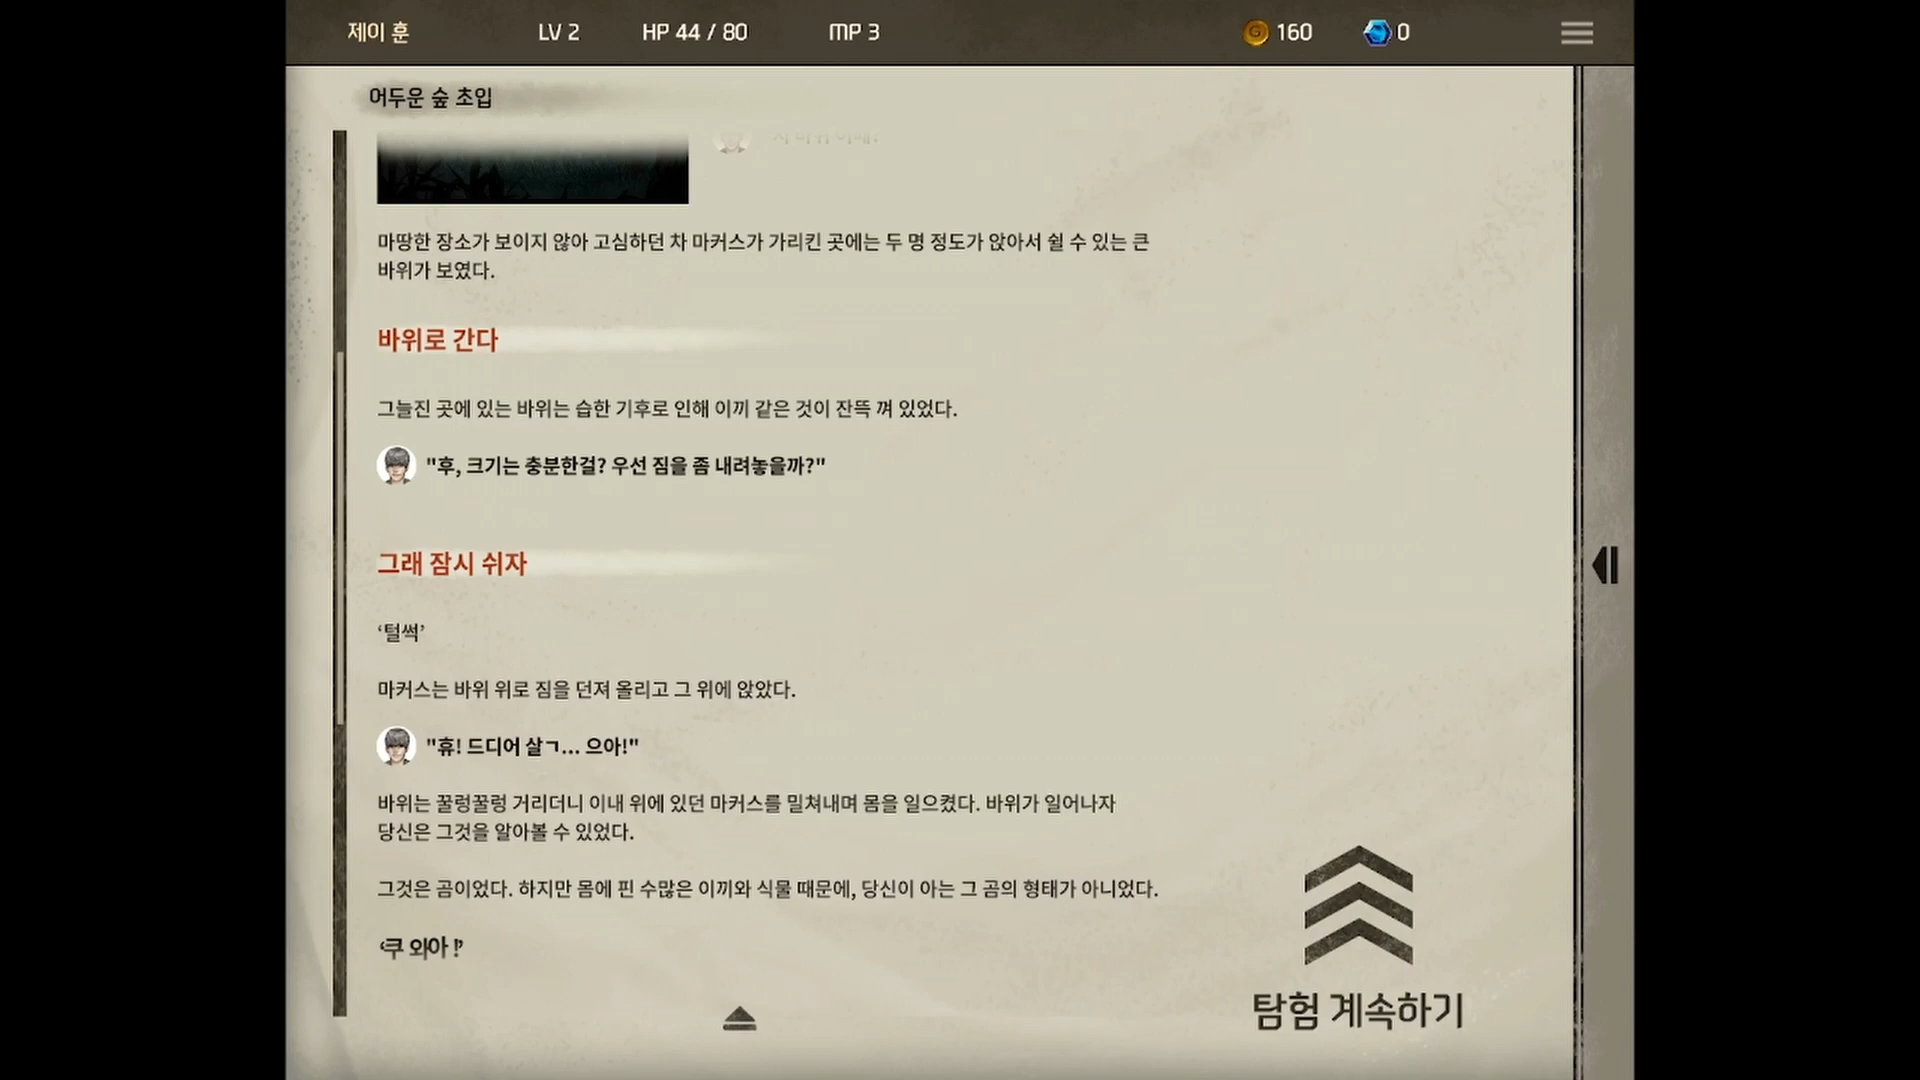 제이 훈
LV 2
HP 44 / 80
MP 3
160
0
어두운 숲 초입
마땅한 장소가 보이지 않아 고심하던 차 마커스가 가리킨 곳에는 두 명 정도가 앉아서 쉴 수 있는 큰
바위가 보였다.
바위로 간다
그늘진 곳에 있는 바위는 습한 기후로 인해 이끼 같은 것이 잔뜩 껴 있었다.
"후, 크기는 충분한걸? 우선 짐을 좀 내려놓을까?"
그래 잠시 쉬자
‘털썩’
마커스는 바위 위로 짐을 던져 올리고 그 위에 앉았다.
"휴! 드디어 살ㄱ... 으아!"
바위는 꿀렁꿀렁 거리더니 이내 위에 있던 마커스를 밀쳐내며 몸을 일으켰다. 바위가 일어나자
당신은 그것을 알아볼 수 있었다.
그것은 곰이었다. 하지만 몸에 핀 수많은 이끼와 식물 때문에, 당신이 아는 그 곰의 형태가 아니었다.
‘쿠 와아 !’
탐험 계속하기